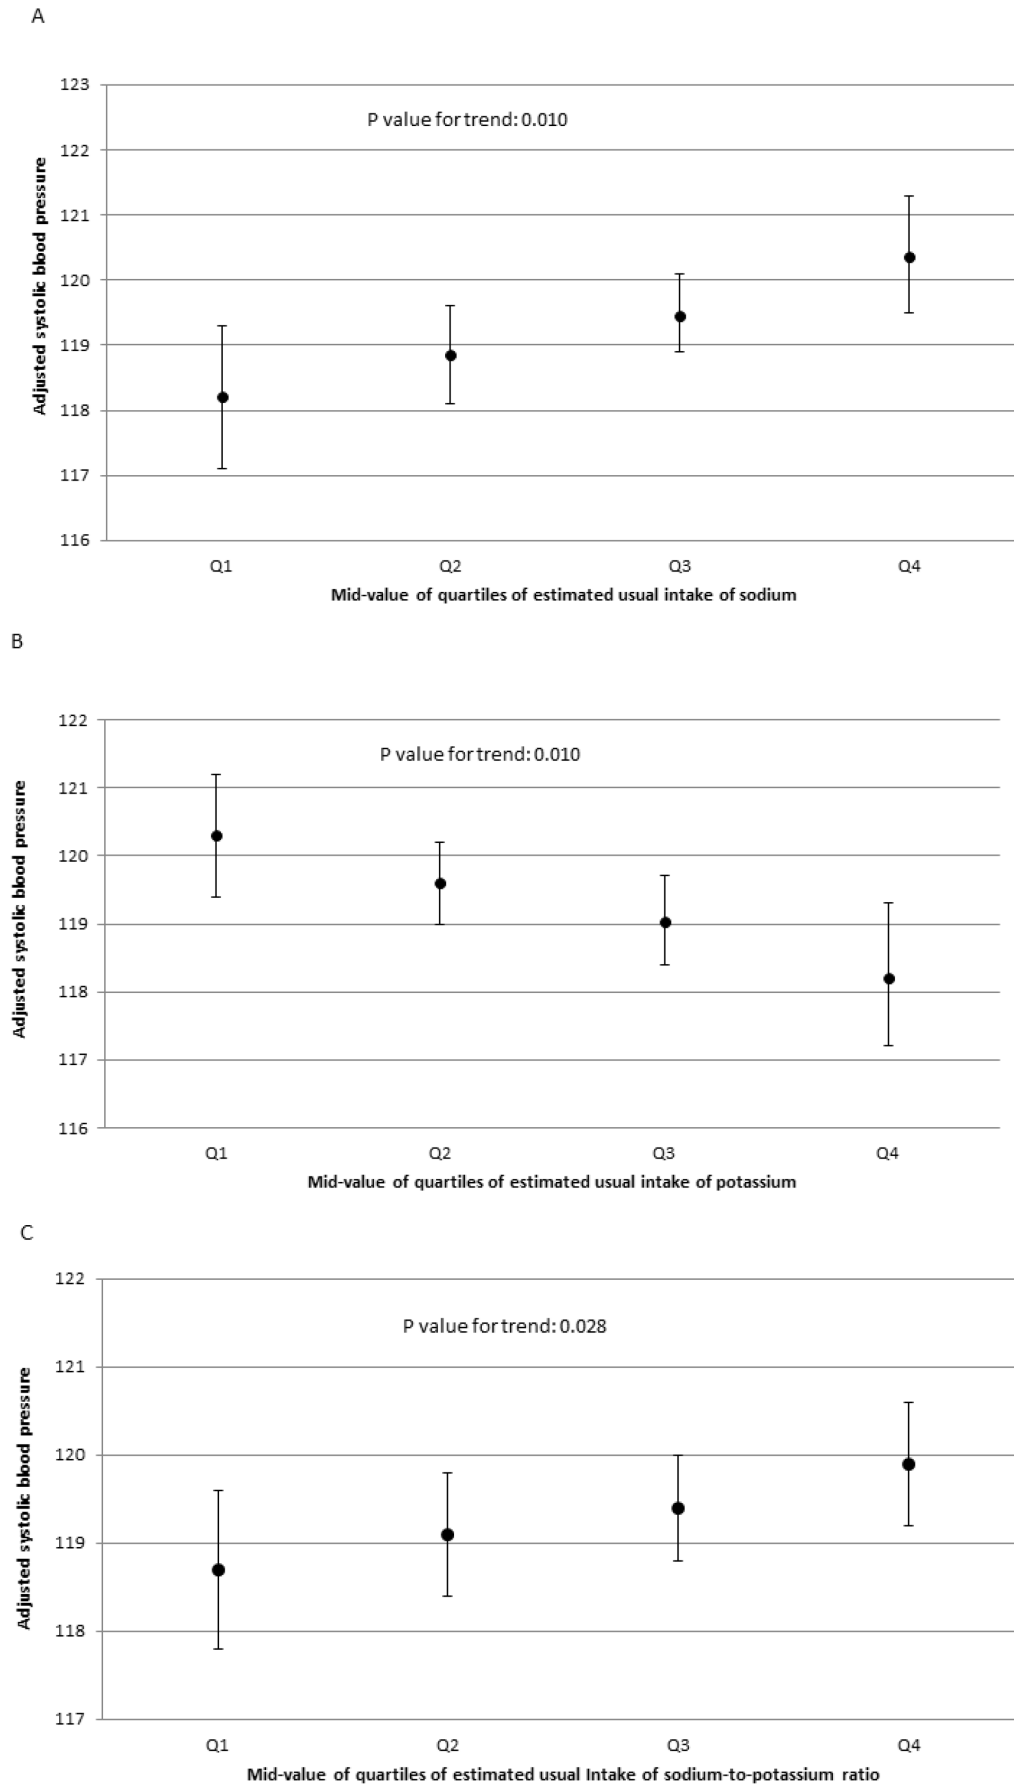 A
P value for trend: 0.010
123
122
121
120
119
118
117
116
Adjusted systolic blood pressure
Q1 Q2 Q3 Q4
Mid-value of quartiles of estimated usual intake of sodium
B
P value for trend: 0.010
122
121
120
119
118
117
116
Adjusted systolic blood pressure
Q1 Q2 Q3 Q4
Mid-value of quartiles of estimated usual intake of potassium
C
P value for trend: 0.028
122
121
120
119
118
117
Adjusted systolic blood pressure
Q1 Q2 Q3 Q4
Mid-value of quartiles of estimated usual Intake of sodium-to-potassium ratio